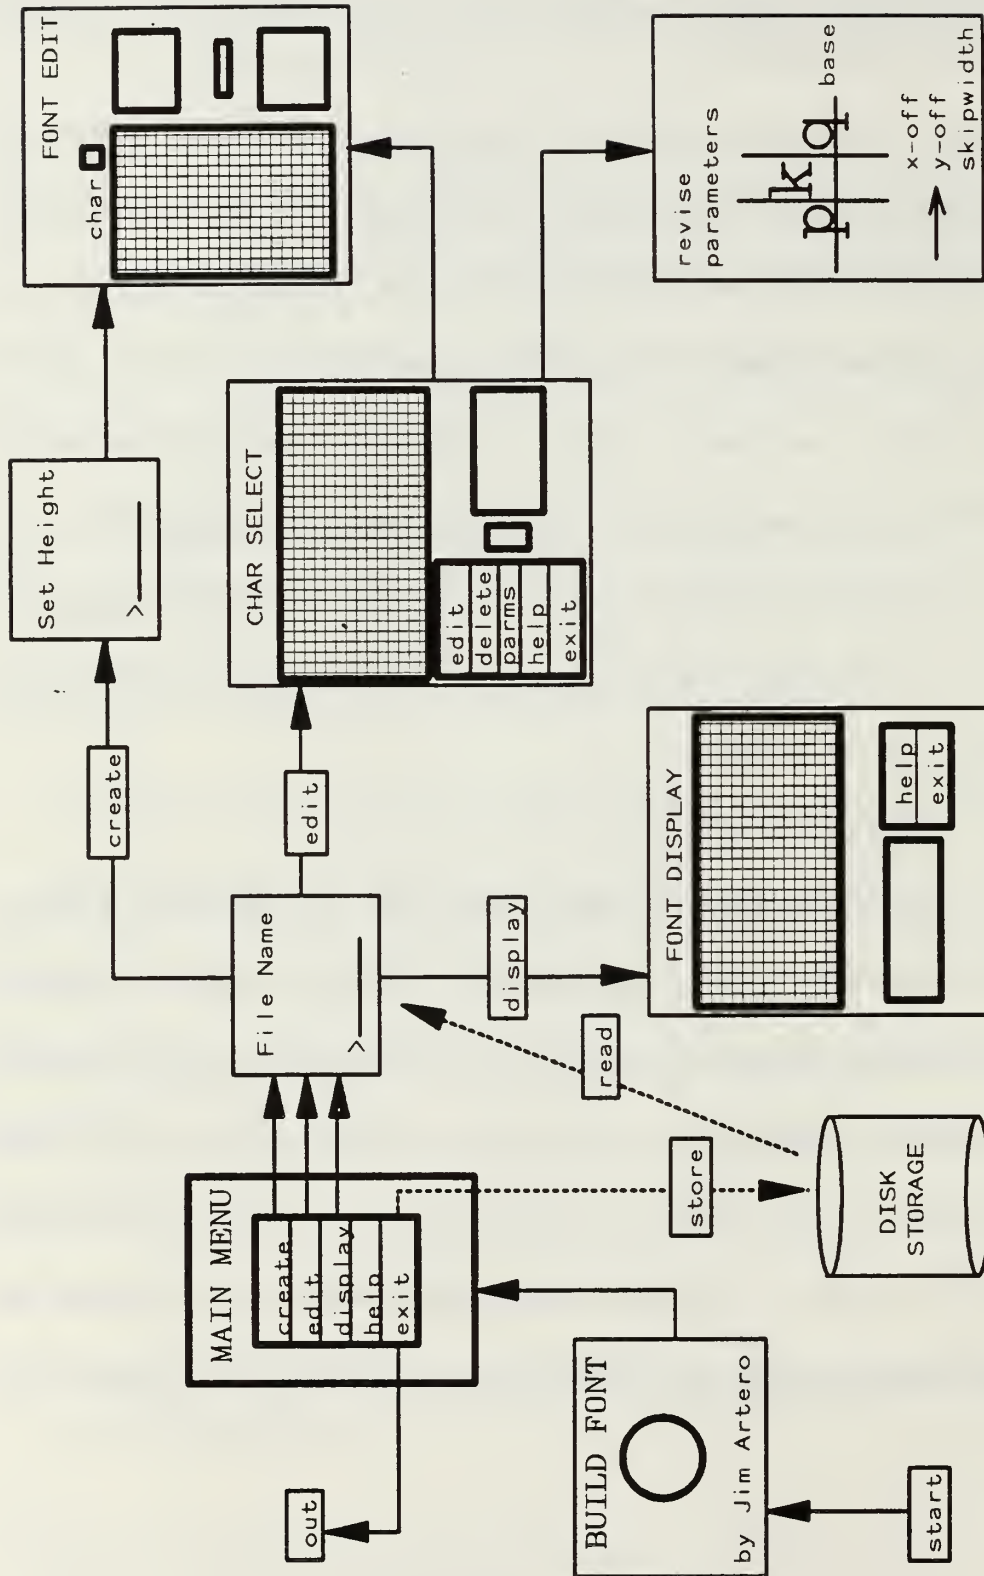 start
BUILD FONT
by Jim Artero
out
MAIN MENU
create
edit
display
help
exit
store
read
DISK
STORAGE
File Name
>
create
edit
display
Set Height
>
CHAR SELECT
edit
delete
parms
help
exit
FONT DISPLAY
help
exit
FONT EDIT
char
revise
parameters
pkq
base
x-off
y-off
skipwidth